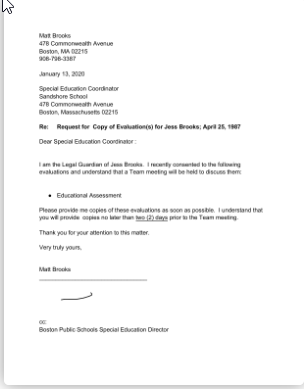 Matt Brooks
478 Commonwealth Avenue
Boston, MA 02215
908-798-3387
January 13, 2020
Special Education Coordinator
Sandshore School
478 Commonwealth Avenue
Boston, Massachusetts 02215
Re: Request for Copy of Evaluation(s) for Jess Brooks; April 25, 1987
Dear Special Education Coordinator :
I am the Legal Guardian of Jess Brooks. I recently consented to the following
evaluations and understand that a Team meeting will be held to discuss them:
● Educational Assessment
Please provide me copies of these evaluations as soon as possible. I understand that
you will provide copies no later than two (2) days prior to the Team meeting.
Thank you for your attention to this matter.
Very truly yours,
Matt Brooks
cc:
Boston Public Schools Special Education Director